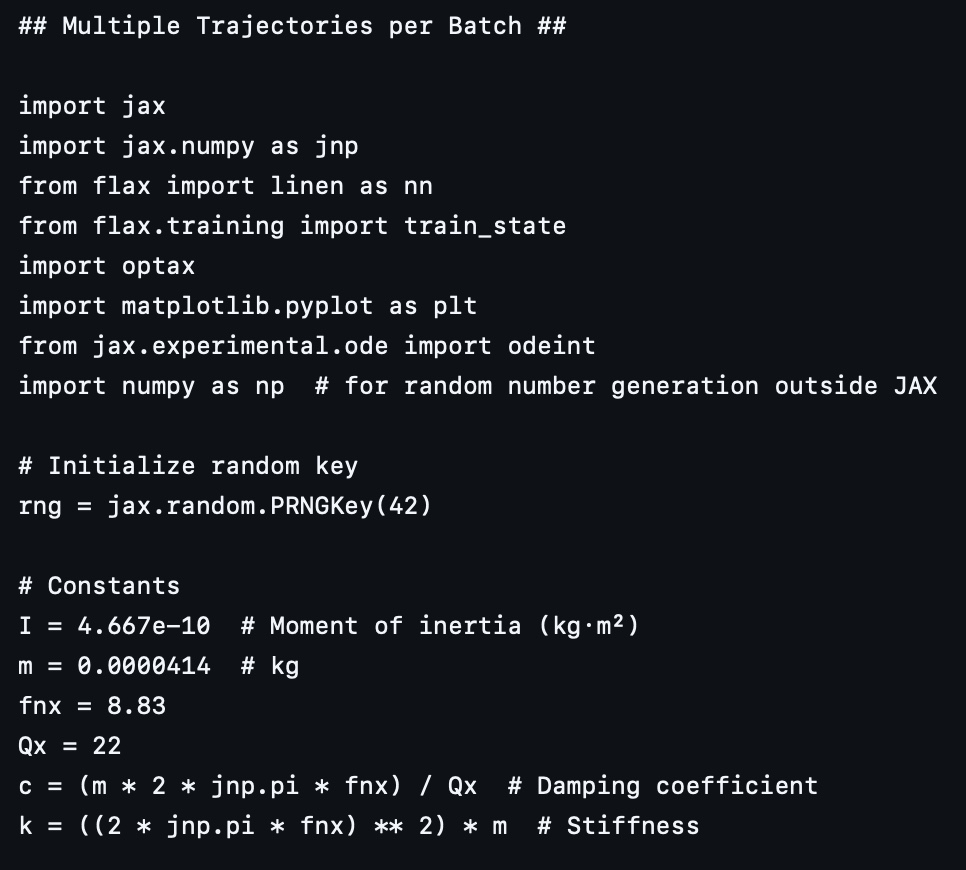 ## Multiple Trajectories per Batch ##
import jax
import jax.numpy as jnp
from flax import linen as nn
from flax.training import train_state
import optax
import matplotlib.pyplot as plt
from jax.experimental.ode import odeint
import numpy as np  # for random number generation outside JAX
# Initialize random key
rng = jax.random.PRNGKey(42)
# Constants
I = 4.667e-10  # Moment of inertia (kg·m²)
m = 0.0000414  # kg
fnx = 8.83
Qx = 22
c = (m * 2 * jnp.pi * fnx) / Qx  # Damping coefficient
k = ((2 * jnp.pi * fnx) ** 2) * m  # Stiffness